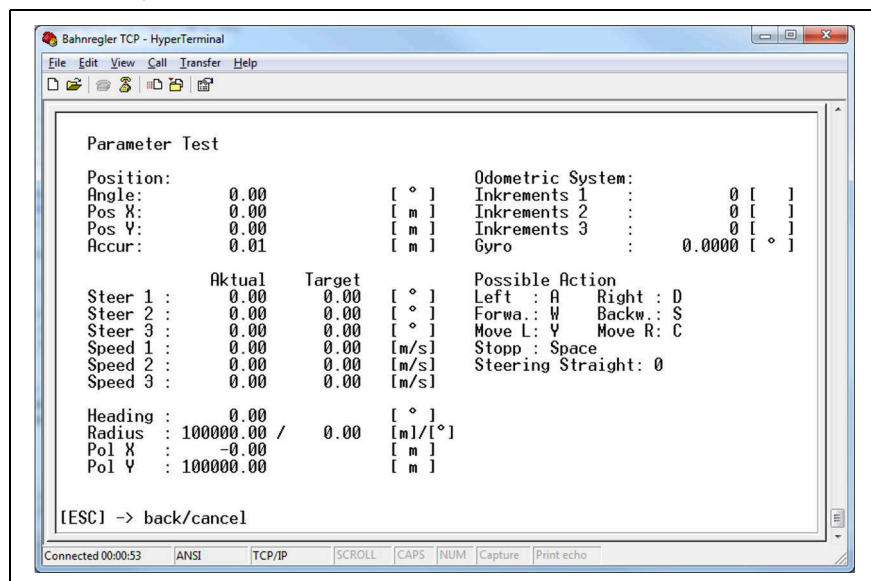 Bahnregler TCP - HyperTerminal
File Edit View Call Transfer Help
Parameter Test
Position:
Angle: 0.00 [ ° ]
Pos X: 0.00 [ m ]
Pos Y: 0.00 [ m ]
Accur: 0.01 [ m ]
Odometric System:
Inkrements 1 : 0 [ ]
Inkrements 2 : 0 [ ]
Inkrements 3 : 0 [ ]
Gyro : 0.0000 [ ° ]
Aktual Target
Steer 1 : 0.00 0.00 [ ° ]
Steer 2 : 0.00 0.00 [ ° ]
Steer 3 : 0.00 0.00 [ ° ]
Speed 1 : 0.00 0.00 [m/s]
Speed 2 : 0.00 0.00 [m/s]
Speed 3 : 0.00 0.00 [m/s]
Possible Action
Left : A Right : D
Forwa.: W Backw.: S
Move L: Y Move R: C
Stopp : Space
Steering Straight: 0
Heading : 0.00 [ ° ]
Radius : 100000.00 / 0.00 [m]/[°]
Pol X : -0.00 [ m ]
Pol Y : 100000.00 [ m ]
[ESC] -> back/cancel
Connected 00:00:53 ANSI TCP/IP SCROLL CAPS NUM Capture Print echo